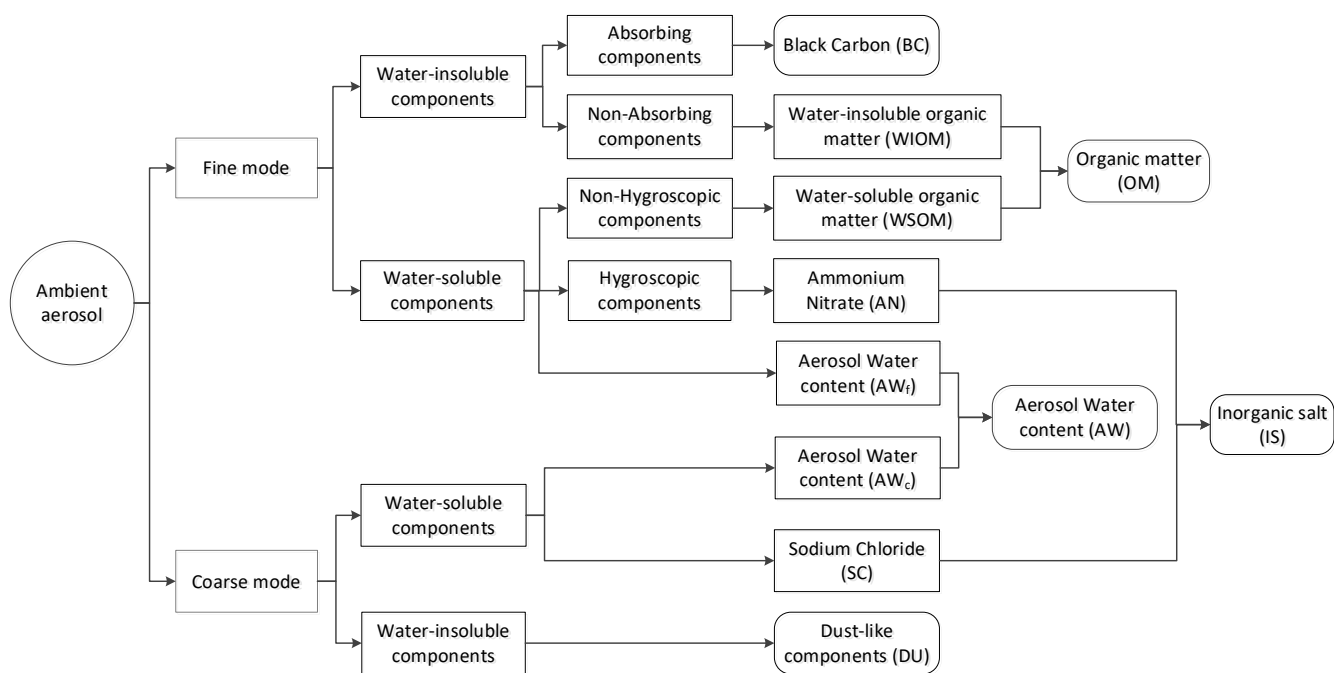 Absorbing
components
Black Carbon (BC)
Water-insoluble
components
Non-Absorbing
components
Water-insoluble organic
matter (WIOM)
Fine mode
Organic matter
(OM)
Non-Hygroscopic
components
Water-soluble organic
matter (WSOM)
Water-soluble
components
Hygroscopic
components
Ammonium
Nitrate (AN)
Ambient
aerosol
Aerosol Water
content (AWf)
Aerosol Water
content (AW)
Inorganic salt
(IS)
Aerosol Water
content (AWc)
Water-soluble
components
Sodium Chloride
(SC)
Coarse mode
Water-insoluble
components
Dust-like
components (DU)